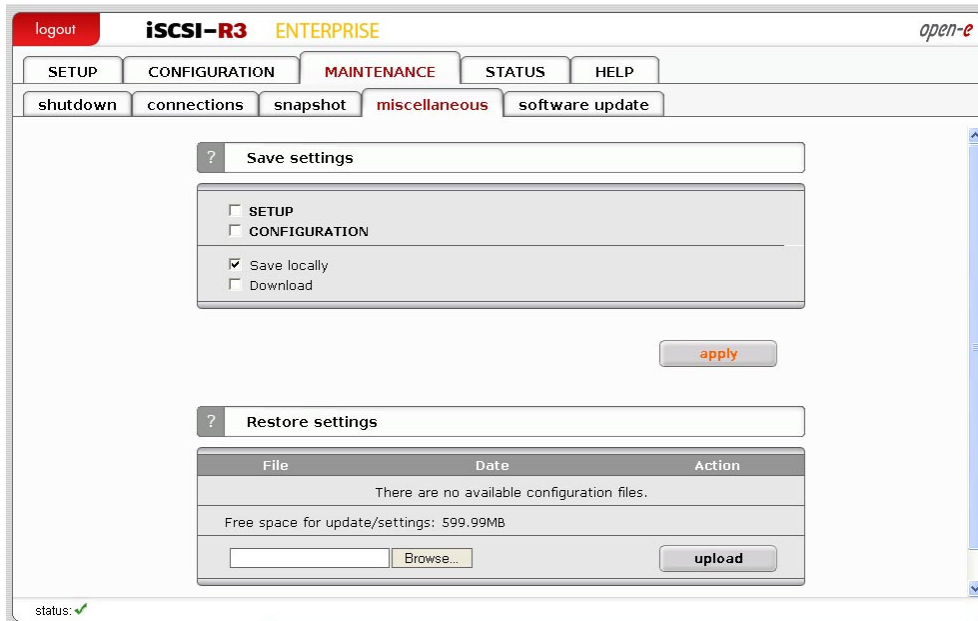 logout iSCSI-R3 ENTERPRISE open-e
SETUP CONFIGURATION MAINTENANCE STATUS HELP
shutdown connections snapshot miscellaneous software update
? Save settings
SETUP
CONFIGURATION
Save locally
Download
apply
? Restore settings
File Date Action
There are no available configuration files.
Free space for update/settings: 599.99MB
Browse... upload
status: